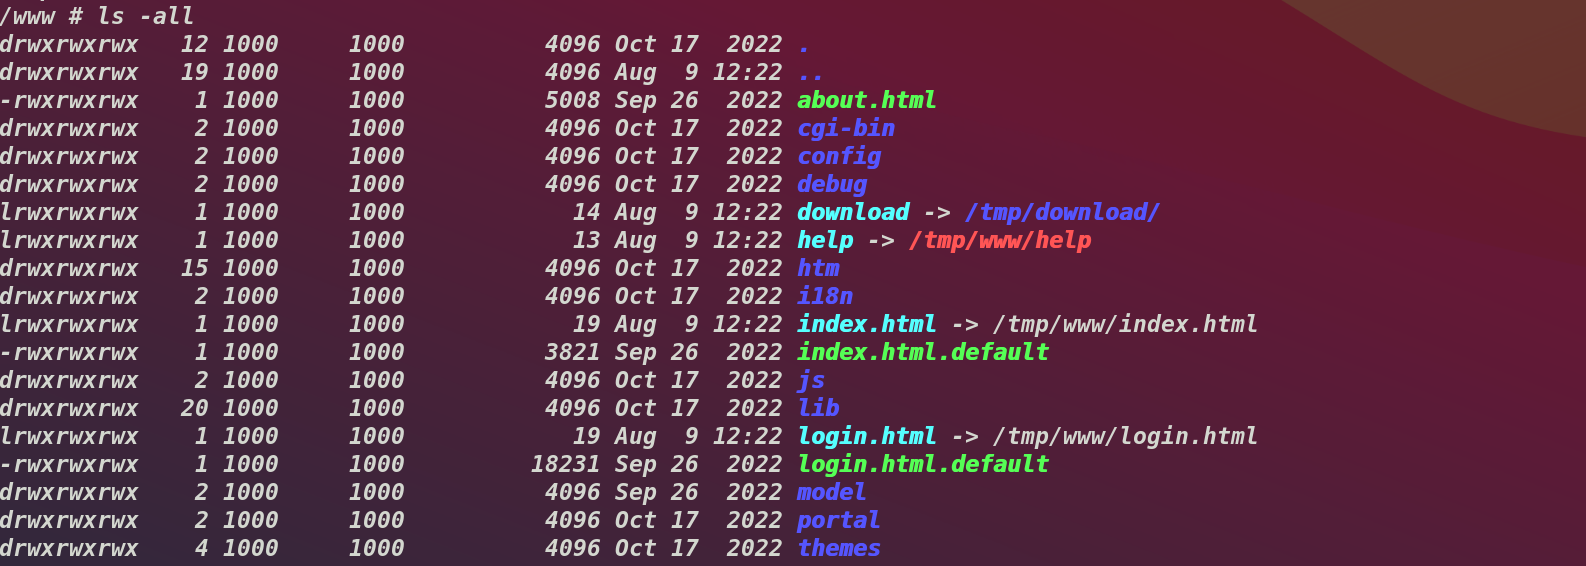 /www # ls -all
drwxrwxrwx   12 1000     1000          4096 Oct 17  2022 .
drwxrwxrwx   19 1000     1000          4096 Aug  9 12:22 ..
-rwxrwxrwx    1 1000     1000          5008 Sep 26  2022 about.html
drwxrwxrwx    2 1000     1000          4096 Oct 17  2022 cgi-bin
drwxrwxrwx    2 1000     1000          4096 Oct 17  2022 config
drwxrwxrwx    2 1000     1000          4096 Oct 17  2022 debug
lrwxrwxrwx    1 1000     1000            14 Aug  9 12:22 download -> /tmp/download/
lrwxrwxrwx    1 1000     1000            13 Aug  9 12:22 help -> /tmp/www/help
drwxrwxrwx   15 1000     1000          4096 Oct 17  2022 htm
drwxrwxrwx    2 1000     1000          4096 Oct 17  2022 i18n
lrwxrwxrwx    1 1000     1000            19 Aug  9 12:22 index.html -> /tmp/www/index.html
-rwxrwxrwx    1 1000     1000          3821 Sep 26  2022 index.html.default
drwxrwxrwx    2 1000     1000          4096 Oct 17  2022 js
drwxrwxrwx   20 1000     1000          4096 Oct 17  2022 lib
lrwxrwxrwx    1 1000     1000            19 Aug  9 12:22 login.html -> /tmp/www/login.html
-rwxrwxrwx    1 1000     1000         18231 Sep 26  2022 login.html.default
drwxrwxrwx    2 1000     1000          4096 Sep 26  2022 model
drwxrwxrwx    2 1000     1000          4096 Oct 17  2022 portal
drwxrwxrwx    4 1000     1000          4096 Oct 17  2022 themes